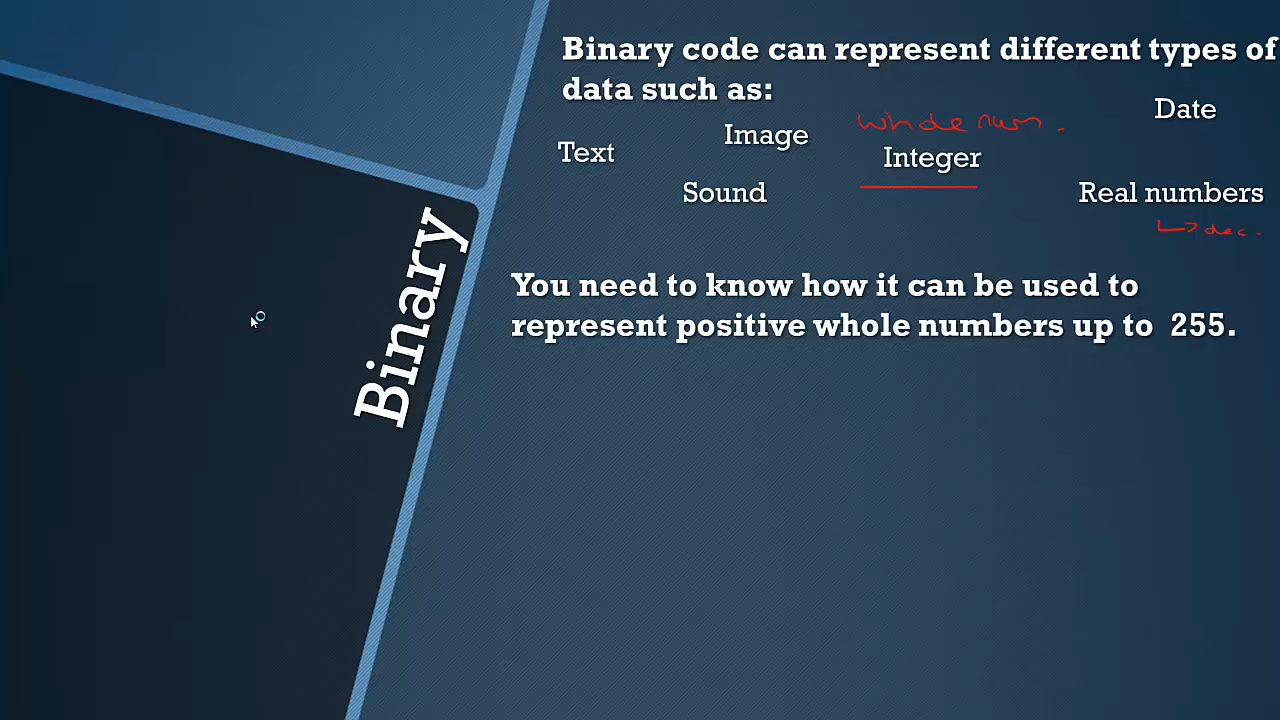 Binary
Binary code can represent different types of
data such as:
Date
whole num.
Image
Text
Integer
Sound
Real numbers
↳ dec.
You need to know how it can be used to
represent positive whole numbers up to 255.